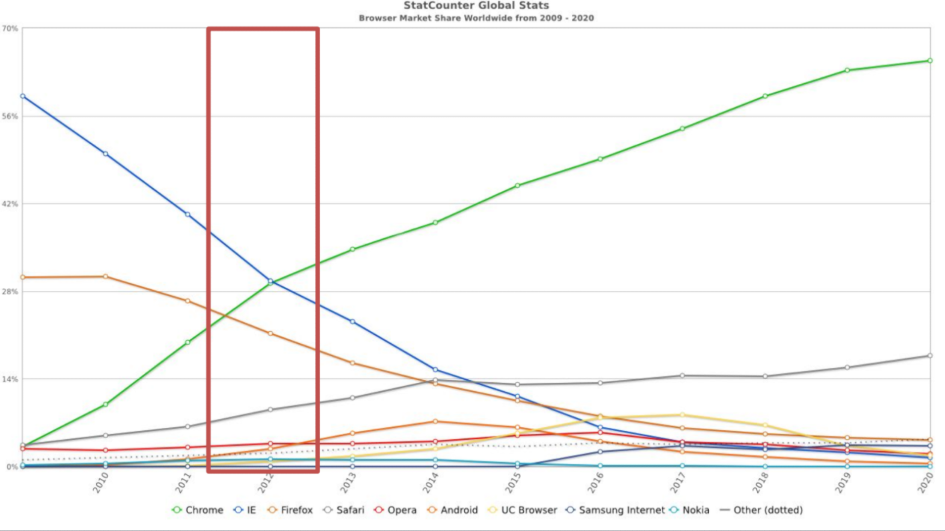 StatCounter Global Stats
Browser Market Share Worldwide from 2009 - 2020
70%
56%
42%
28%
14%
0%
2010 2011 2012 2013 2014 2015 2016 2017 2018 2019 2020
Chrome IE Firefox Safari Opera Android UC Browser Samsung Internet Nokia Other (dotted)